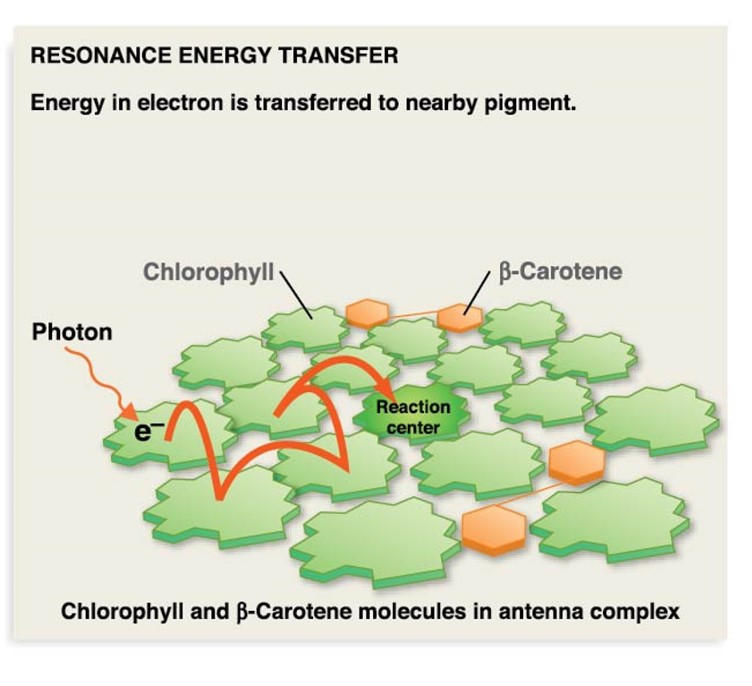 RESONANCE ENERGY TRANSFER
Energy in electron is transferred to nearby pigment.
Chlorophyll
β-Carotene
Photon
e–
Reaction
center
Chlorophyll and β-Carotene molecules in antenna complex